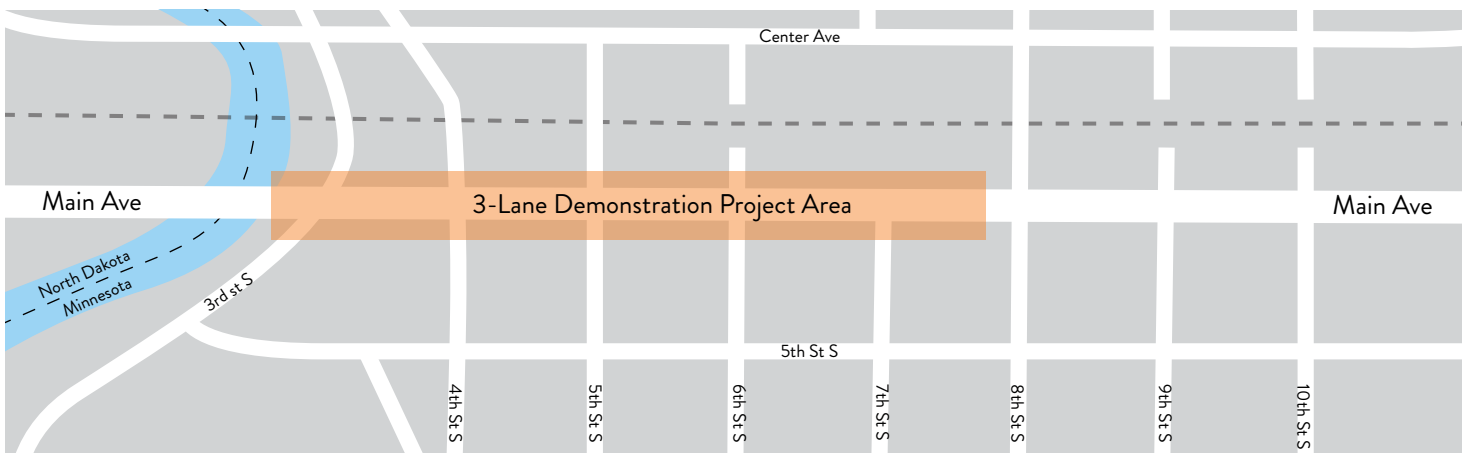 Center Ave
Main Ave
3-Lane Demonstration Project Area
Main Ave
North Dakota
Minnesota
3rd st S
5th St S
4th St S
5th St S
6th St S
7th St S
8th St S
9th St S
10th St S